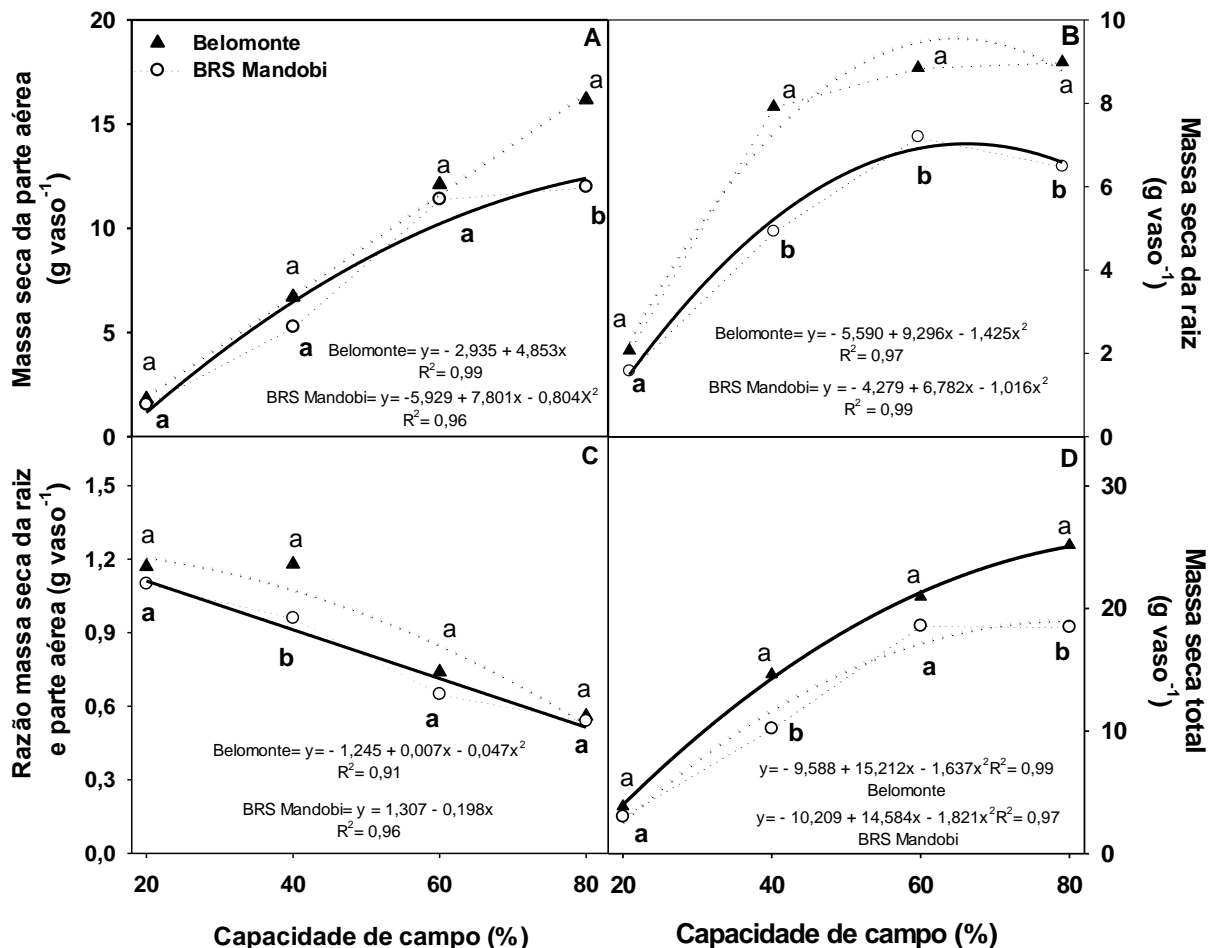 A
Belomonte
BRS Mandobi
Massa seca da parte aérea
(g vaso⁻¹)
20
15
10
5
0
a
a
a
a
a
a
a
b
Belomonte= y= - 2,935 + 4,853x
R²= 0,99
BRS Mandobi= y= -5,929 + 7,801x - 0,804X²
R²= 0,96
B
Massa seca da raiz
(g vaso⁻¹)
10
8
6
4
2
0
a
a
a
a
a
b
b
b
Belomonte= y= - 5,590 + 9,296x - 1,425x²
R²= 0,97
BRS Mandobi= y = - 4,279 + 6,782x - 1,016x²
R² = 0,99
C
Razão massa seca da raiz
e parte aérea (g vaso⁻¹)
1,5
1,2
0,9
0,6
0,3
0,0
a
a
a
a
a
b
a
a
Belomonte= y= - 1,245 + 0,007x - 0,047x²
R²= 0,91
BRS Mandobi= y = 1,307 - 0,198x
R²= 0,96
20
40
60
80
Capacidade de campo (%)
D
Massa seca total
(g vaso⁻¹)
30
20
10
0
a
a
a
a
a
b
a
b
y= - 9,588 + 15,212x - 1,637x²R²= 0,99
Belomonte
y= - 10,209 + 14,584x - 1,821x²R²= 0,97
BRS Mandobi
20
40
60
80
Capacidade de campo (%)